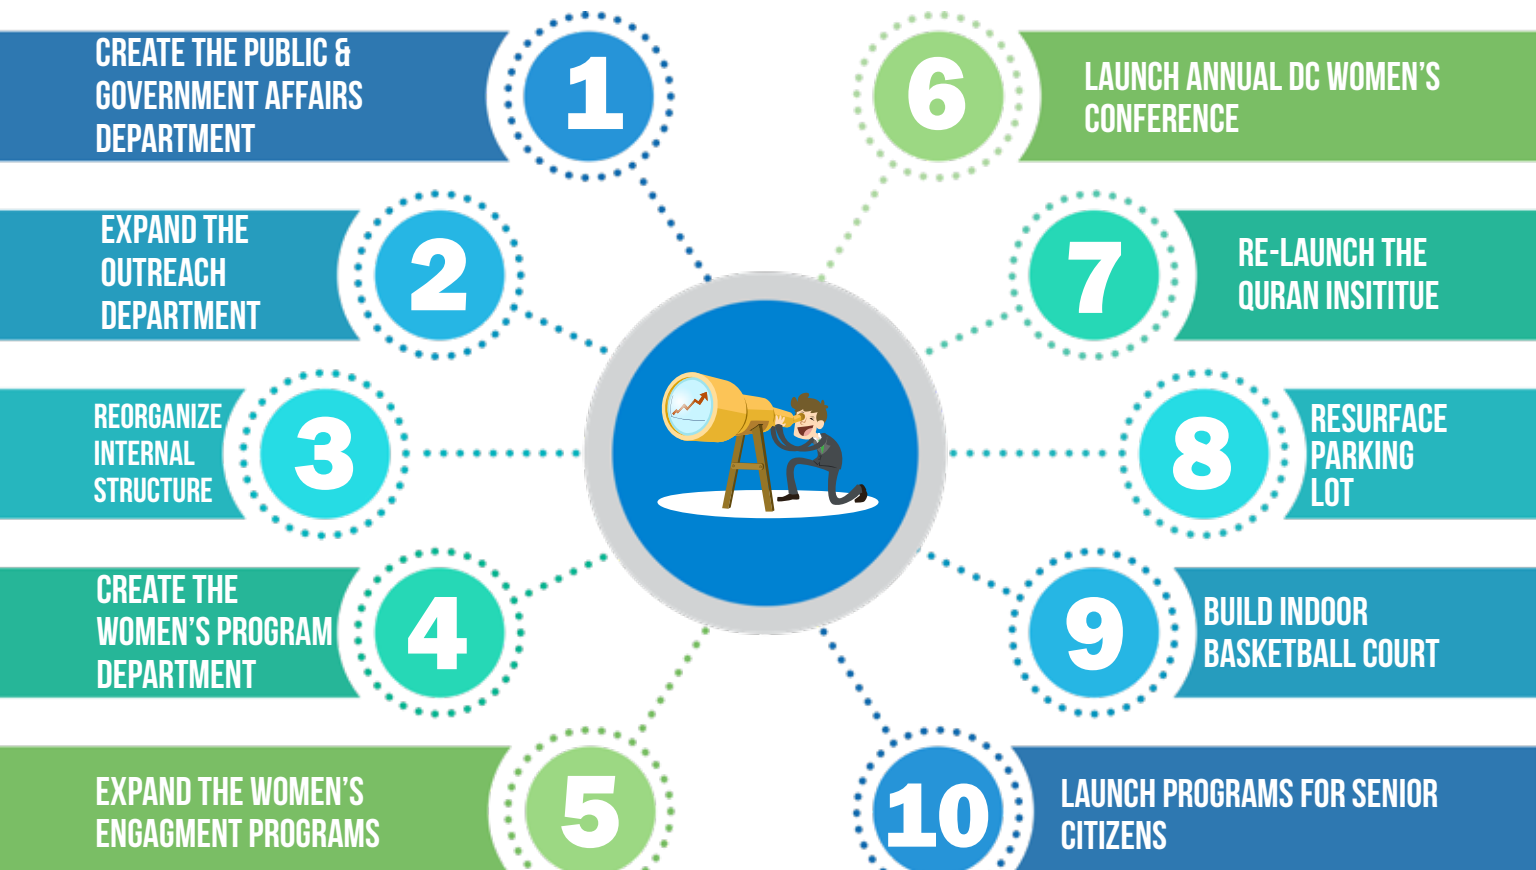 1
CREATE THE PUBLIC &
GOVERNMENT AFFAIRS
DEPARTMENT
2
EXPAND THE
OUTREACH
DEPARTMENT
3
REORGANIZE
INTERNAL
STRUCTURE
4
CREATE THE
WOMEN'S PROGRAM
DEPARTMENT
5
EXPAND THE WOMEN'S
ENGAGMENT PROGRAMS
6
LAUNCH ANNUAL DC WOMEN'S
CONFERENCE
7
RE-LAUNCH THE
QURAN INSITITUE
8
RESURFACE
PARKING
LOT
9
BUILD INDOOR
BASKETBALL COURT
10
LAUNCH PROGRAMS FOR SENIOR
CITIZENS